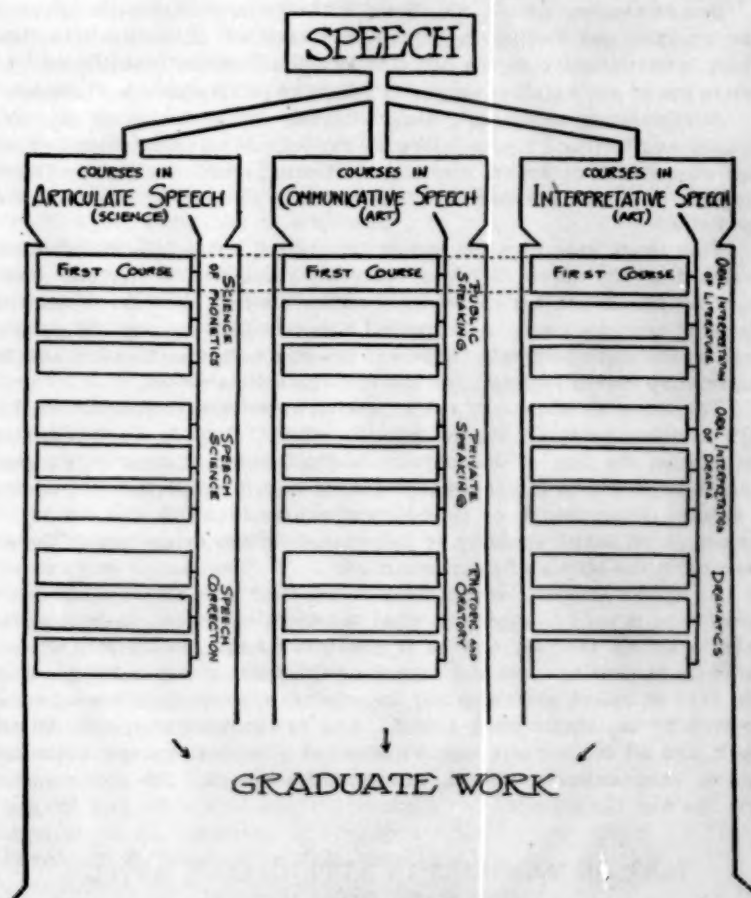 SPEECH
COURSES IN
ARTICULATE SPEECH
(SCIENCE)
FIRST COURSE
SCIENCE
OF PHONETICS
SPEECH
SCIENCE
SPEECH
CORRECTION
COURSES IN
COMMUNICATIVE SPEECH
(ART)
FIRST COURSE
PUBLIC
SPEAKING
PRIVATE
SPEAKING
RHETORIC AND
ORATORY
COURSES IN
INTERPRETATIVE SPEECH
(ART)
FIRST COURSE
ORAL INTERPRETATION
OF LITERATURE
ORAL INTERPRETATION
OF DRAMA
DRAMATICS
GRADUATE WORK